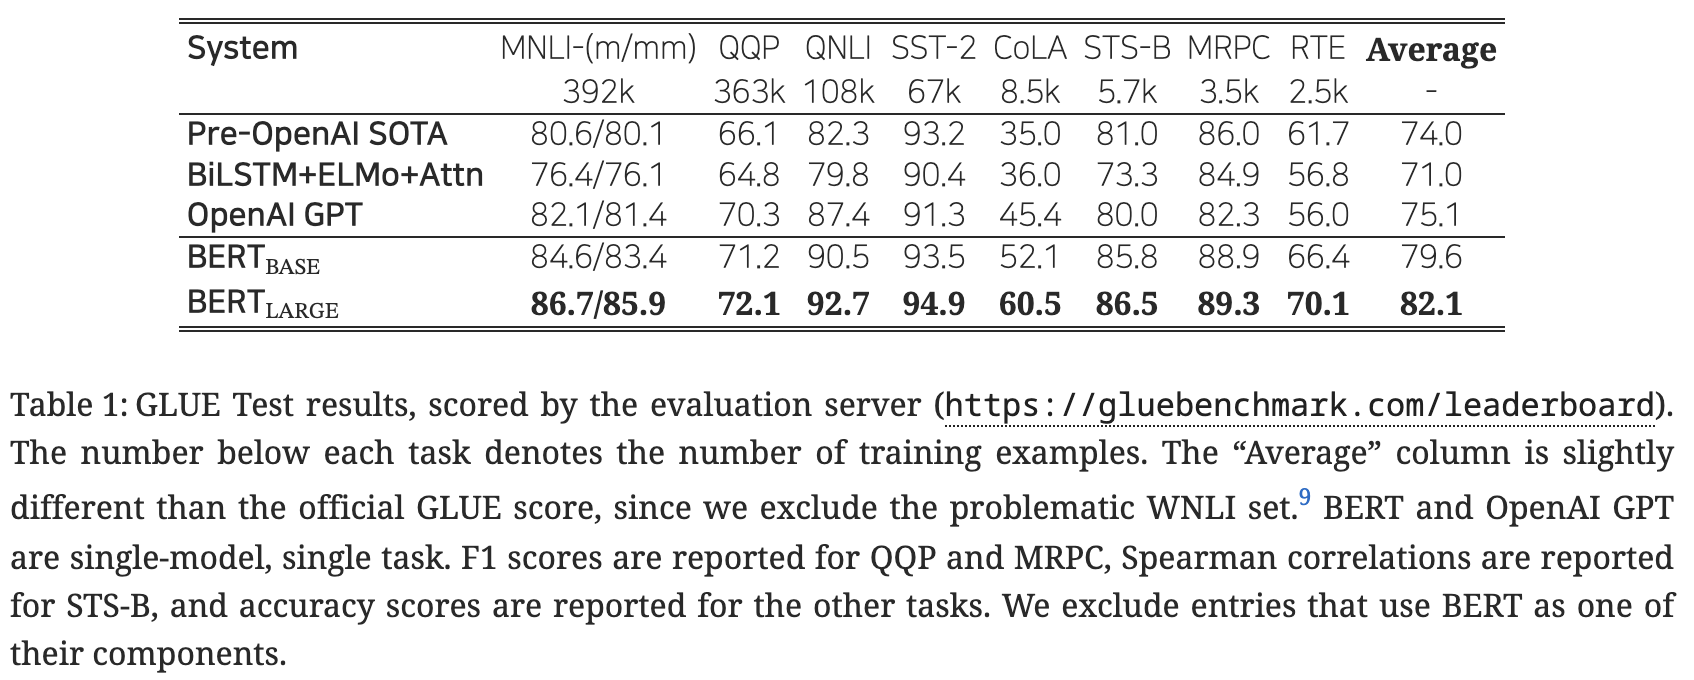 System MNLI-(m/mm) QQP QNLI SST-2 CoLA STS-B MRPC RTE Average
392k 363k 108k 67k 8.5k 5.7k 3.5k 2.5k -
Pre-OpenAI SOTA 80.6/80.1 66.1 82.3 93.2 35.0 81.0 86.0 61.7 74.0
BiLSTM+ELMo+Attn 76.4/76.1 64.8 79.8 90.4 36.0 73.3 84.9 56.8 71.0
OpenAI GPT 82.1/81.4 70.3 87.4 91.3 45.4 80.0 82.3 56.0 75.1
BERTBASE 84.6/83.4 71.2 90.5 93.5 52.1 85.8 88.9 66.4 79.6
BERTLARGE 86.7/85.9 72.1 92.7 94.9 60.5 86.5 89.3 70.1 82.1
Table 1: GLUE Test results, scored by the evaluation server (https://gluebenchmark.com/leaderboard).
The number below each task denotes the number of training examples. The “Average” column is slightly
different than the official GLUE score, since we exclude the problematic WNLI set.9 BERT and OpenAI GPT
are single-model, single task. F1 scores are reported for QQP and MRPC, Spearman correlations are reported
for STS-B, and accuracy scores are reported for the other tasks. We exclude entries that use BERT as one of
their components.